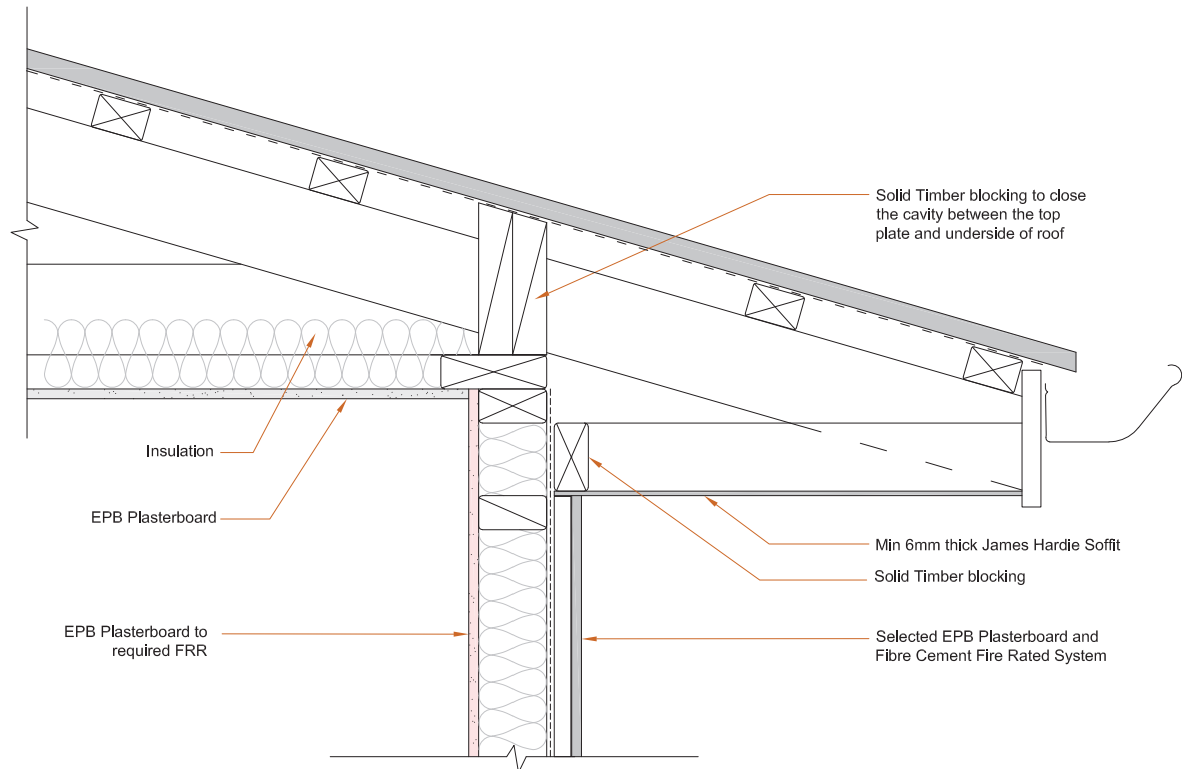 Solid Timber blocking to close
the cavity between the top
plate and underside of roof
Insulation
EPB Plasterboard
Min 6mm thick James Hardie Soffit
Solid Timber blocking
EPB Plasterboard to
required FRR
Selected EPB Plasterboard and
Fibre Cement Fire Rated System